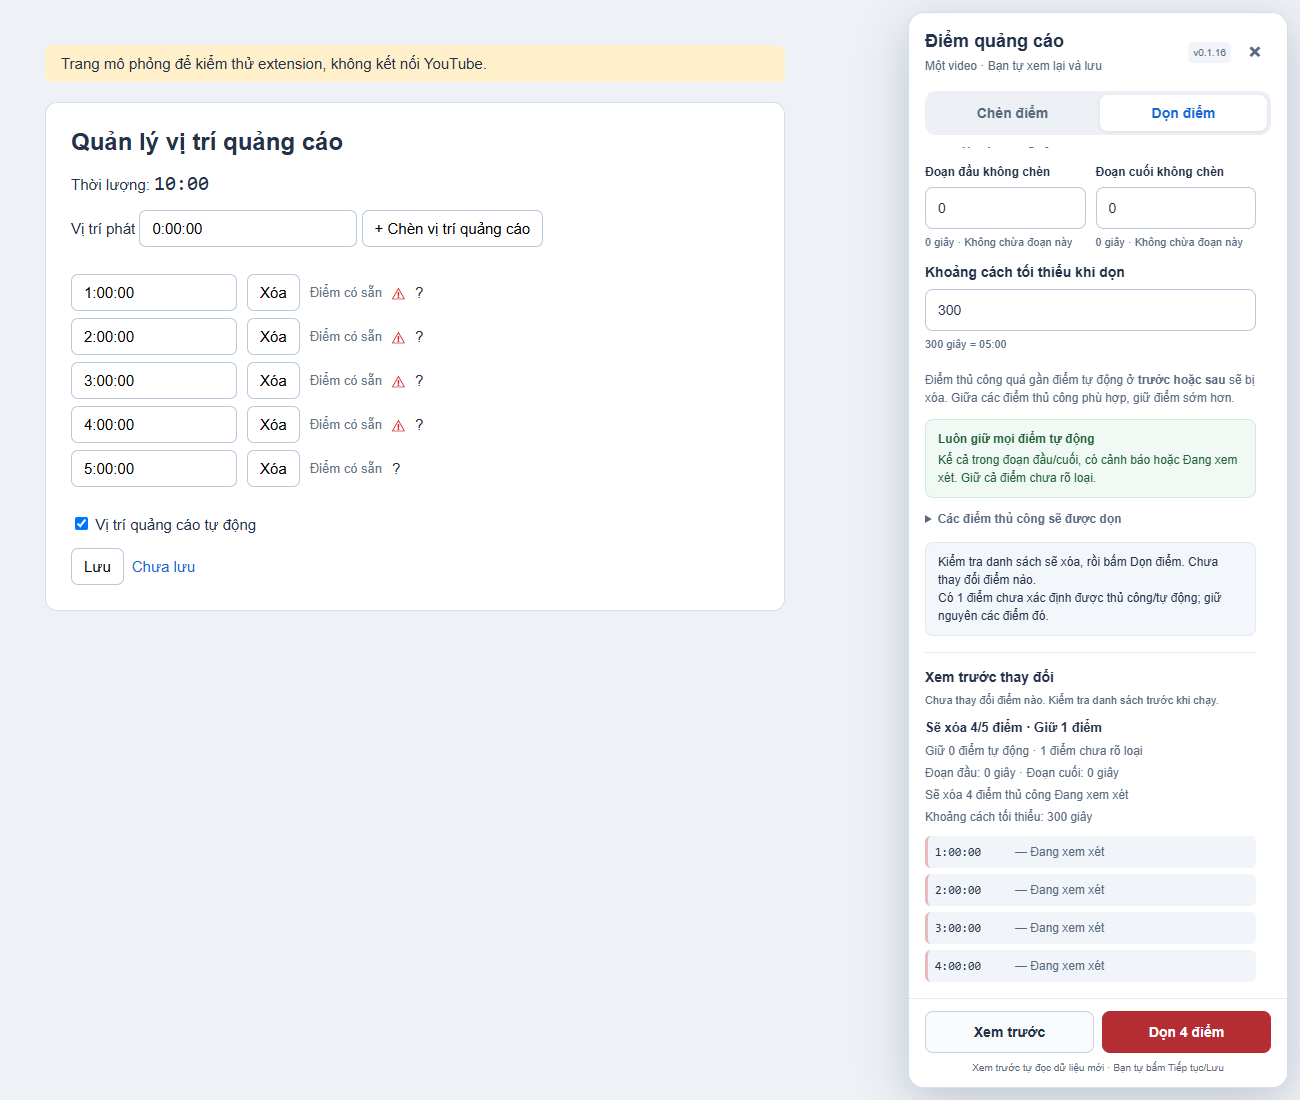 Trang mô phỏng để kiểm thử extension, không kết nối YouTube.
Quản lý vị trí quảng cáo
Thời lượng: 10:00
Vị trí phát 0:00:00 + Chèn vị trí quảng cáo
1:00:00 Xóa Điểm có sẵn ⚠ ?
2:00:00 Xóa Điểm có sẵn ⚠ ?
3:00:00 Xóa Điểm có sẵn ⚠ ?
4:00:00 Xóa Điểm có sẵn ⚠ ?
5:00:00 Xóa Điểm có sẵn ?
Vị trí quảng cáo tự động
Lưu Chưa lưu
Điểm quảng cáo
Một video · Bạn tự xem lại và lưu
v0.1.16 ×
Chèn điểm Dọn điểm
Đoạn đầu không chèn Đoạn cuối không chèn
0 0
0 giây · Không chừa đoạn này 0 giây · Không chừa đoạn này
Khoảng cách tối thiểu khi dọn
300
300 giây = 05:00
Điểm thủ công quá gần điểm tự động ở trước hoặc sau sẽ bị
xóa. Giữa các điểm thủ công phù hợp, giữ điểm sớm hơn.
Luôn giữ mọi điểm tự động
Kể cả trong đoạn đầu/cuối, có cảnh báo hoặc Đang xem
xét. Giữ cả điểm chưa rõ loại.
▸ Các điểm thủ công sẽ được dọn
Kiểm tra danh sách sẽ xóa, rồi bấm Dọn điểm. Chưa
thay đổi điểm nào.
Có 1 điểm chưa xác định được thủ công/tự động; giữ
nguyên các điểm đó.
Xem trước thay đổi
Chưa thay đổi điểm nào. Kiểm tra danh sách trước khi chạy.
Sẽ xóa 4/5 điểm · Giữ 1 điểm
Giữ 0 điểm tự động · 1 điểm chưa rõ loại
Đoạn đầu: 0 giây · Đoạn cuối: 0 giây
Sẽ xóa 4 điểm thủ công Đang xem xét
Khoảng cách tối thiểu: 300 giây
1:00:00 — Đang xem xét
2:00:00 — Đang xem xét
3:00:00 — Đang xem xét
4:00:00 — Đang xem xét
Xem trước Dọn 4 điểm
Xem trước tự đọc dữ liệu mới · Bạn tự bấm Tiếp tục/Lưu